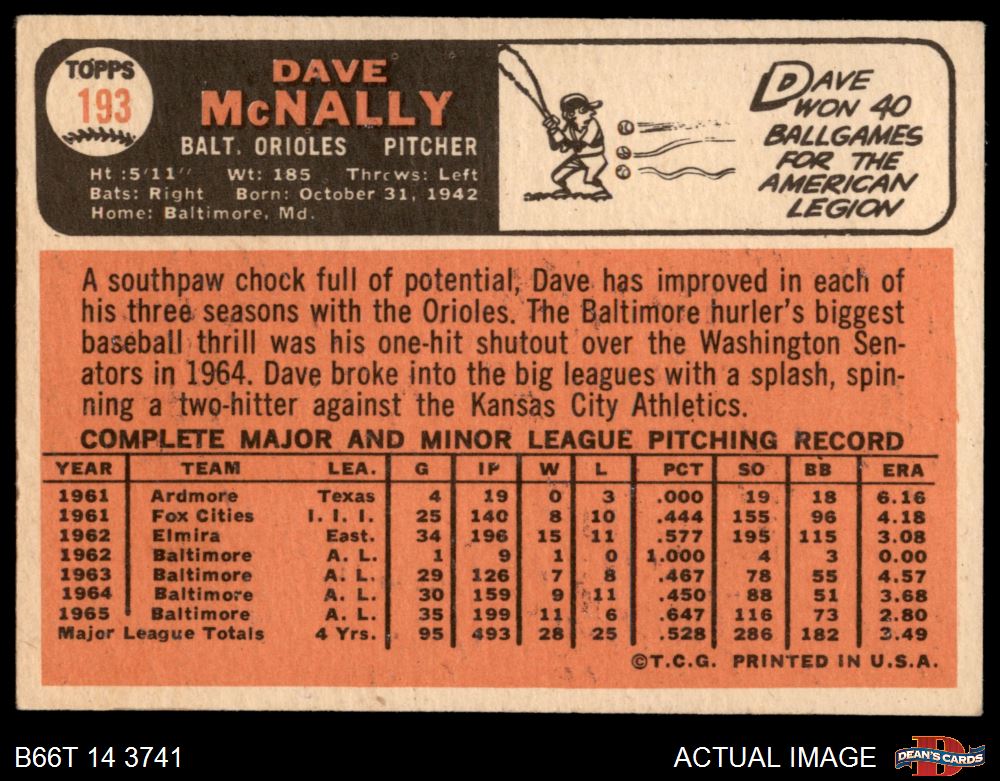 TOPPS
193
DAVE
McNALLY
BALT. ORIOLES PITCHER
Ht :5'11" Wt: 185 Throws: Left
Bats: Right Born: October 31, 1942
Home: Baltimore, Md.
DAVE
WON 40
BALLGAMES
FOR THE
AMERICAN
LEGION
A southpaw chock full of potential, Dave has improved in each of
his three seasons with the Orioles. The Baltimore hurler's biggest
baseball thrill was his one-hit shutout over the Washington Sen-
ators in 1964. Dave broke into the big leagues with a splash, spin-
ning a two-hitter against the Kansas City Athletics.
COMPLETE MAJOR AND MINOR LEAGUE PITCHING RECORD
YEAR TEAM LEA. G IP W L PCT SO BB ERA
1961 Ardmore Texas 4 19 0 3 .000 19 18 6.16
1961 Fox Cities I. I. I. 25 140 8 10 .444 155 96 4.18
1962 Elmira East. 34 196 15 11 .577 195 115 3.08
1962 Baltimore A. L. 1 9 1 0 1.000 4 3 0.00
1963 Baltimore A. L. 29 126 7 8 .467 78 55 4.57
1964 Baltimore A. L. 30 159 9 11 .450 88 51 3.68
1965 Baltimore A. L. 35 199 11 6 .647 116 73 2.80
Major League Totals 4 Yrs. 95 493 28 25 .528 286 182 3.49
©T.C.G. PRINTED IN U.S.A.
B66T 14 3741
ACTUAL IMAGE
DEAN'S CARDS